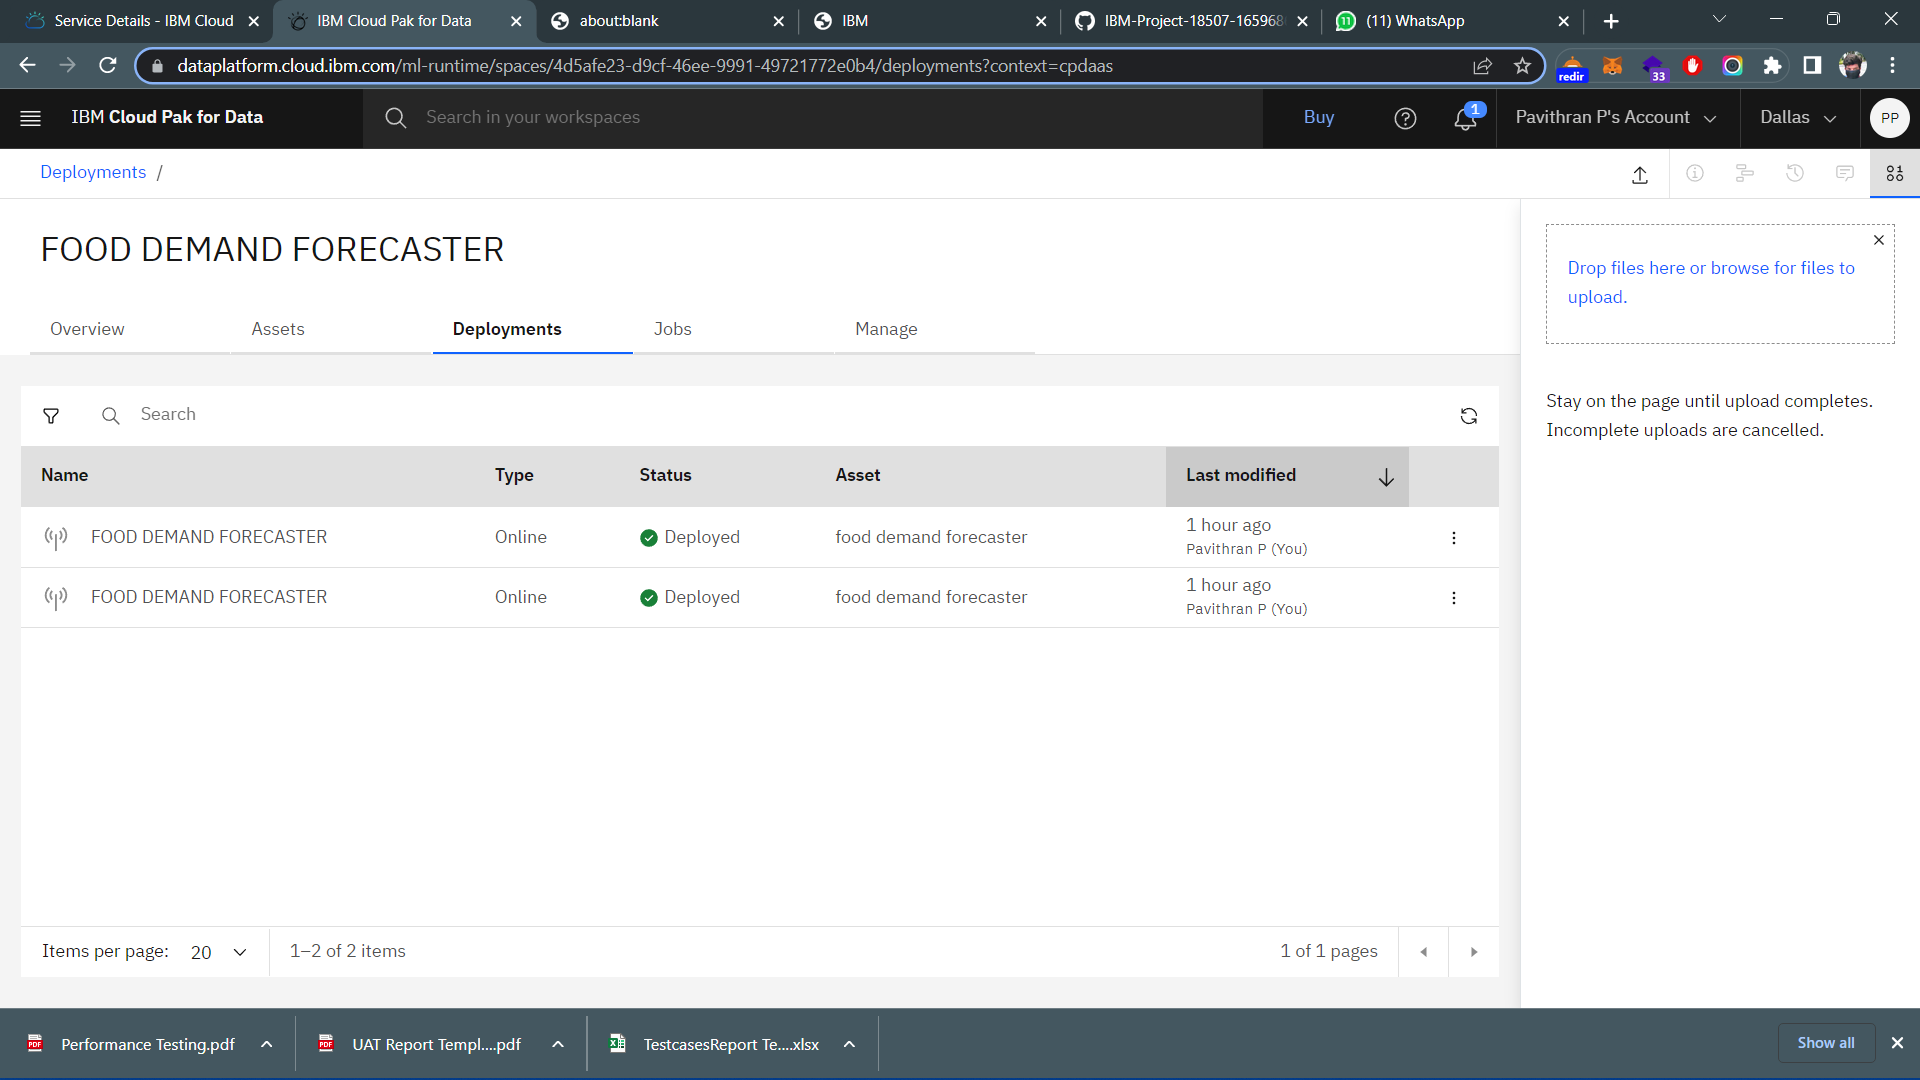 Service Details - IBM Cloud
IBM Cloud Pak for Data
about:blank
IBM
IBM-Project-18507-165968
(11) WhatsApp
dataplatform.cloud.ibm.com/ml-runtime/spaces/4d5afe23-d9cf-46ee-9991-49721772e0b4/deployments?context=cpdaas
redir
33
IBM Cloud Pak for Data
Search in your workspaces
Buy
1
Pavithran P's Account
Dallas
PP
Deployments /
FOOD DEMAND FORECASTER
Drop files here or browse for files to
upload.
Overview
Assets
Deployments
Jobs
Manage
Stay on the page until upload completes.
Incomplete uploads are cancelled.
Search
Name Type Status Asset Last modified
FOOD DEMAND FORECASTER Online Deployed food demand forecaster 1 hour ago
Pavithran P (You)
FOOD DEMAND FORECASTER Online Deployed food demand forecaster 1 hour ago
Pavithran P (You)
Items per page: 20
1–2 of 2 items
1 of 1 pages
PDF
Performance Testing.pdf
PDF
UAT Report Templ....pdf
TestcasesReport Te....xlsx
Show all